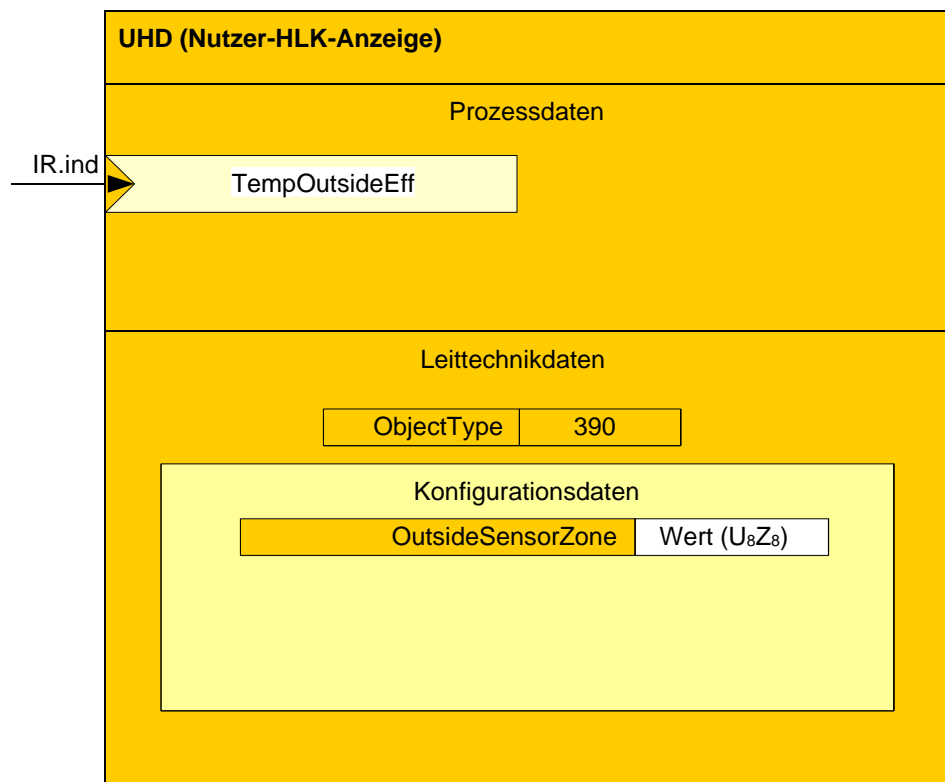 UHD (Nutzer-HLK-Anzeige)
Prozessdaten
IR.ind
TempOutsideEff
Leittechnikdaten
ObjectType 390
Konfigurationsdaten
OutsideSensorZone Wert (U₈Z₈)